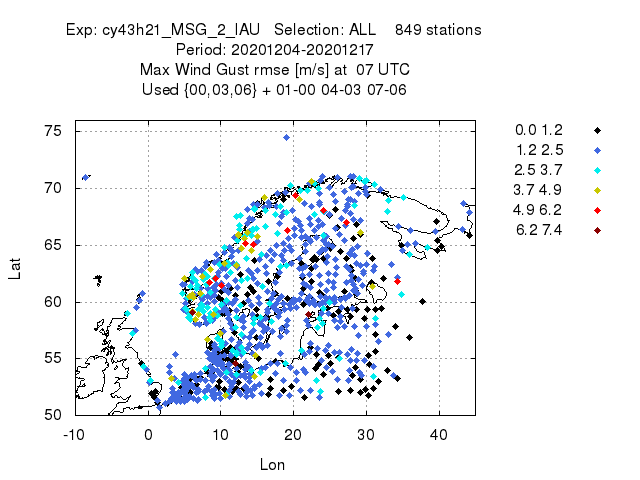 Exp: cy43h21_MSG_2_IAU   Selection: ALL    849 stations
Period: 20201204-20201217
Max Wind Gust rmse [m/s] at  07 UTC
Used {00,03,06} + 01-00 04-03 07-06
0.0 1.2
1.2 2.5
2.5 3.7
3.7 4.9
4.9 6.2
6.2 7.4
75
70
65
60
55
50
Lat
-10 0 10 20 30 40
Lon